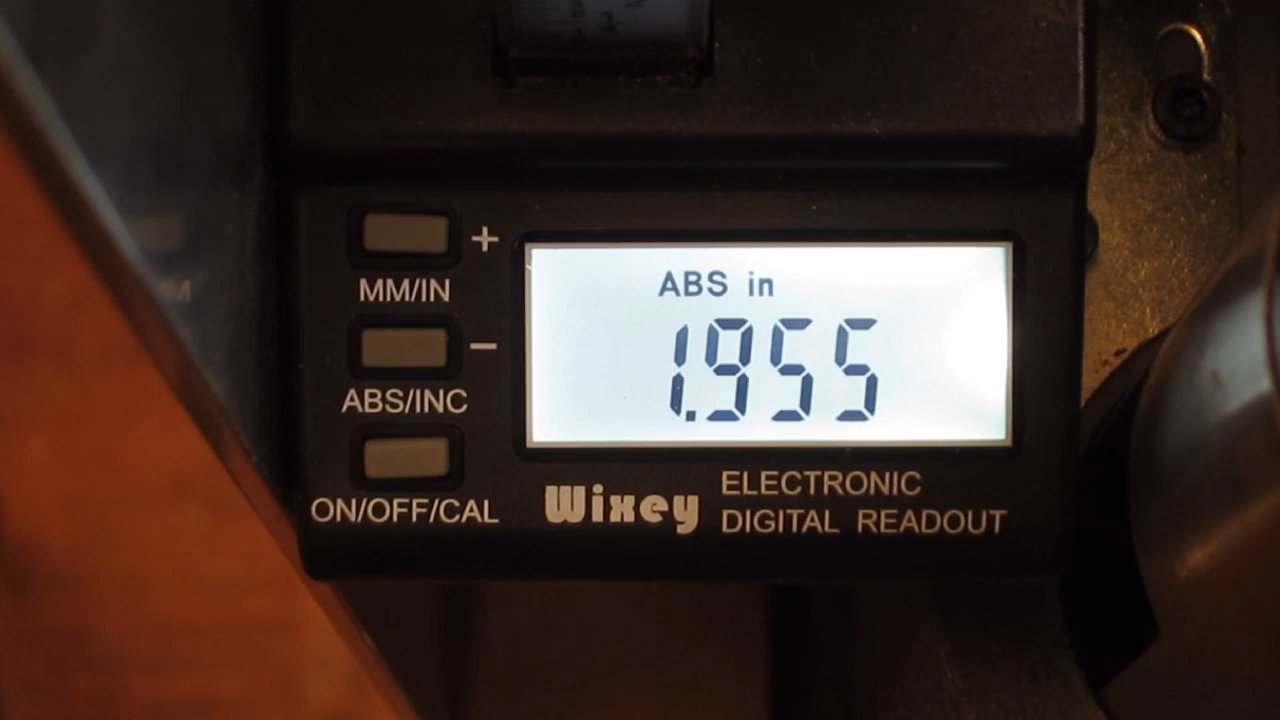 +
MM/IN
−
ABS/INC
ON/OFF/CAL
ABS in
1.955
Wixey
ELECTRONIC
DIGITAL READOUT